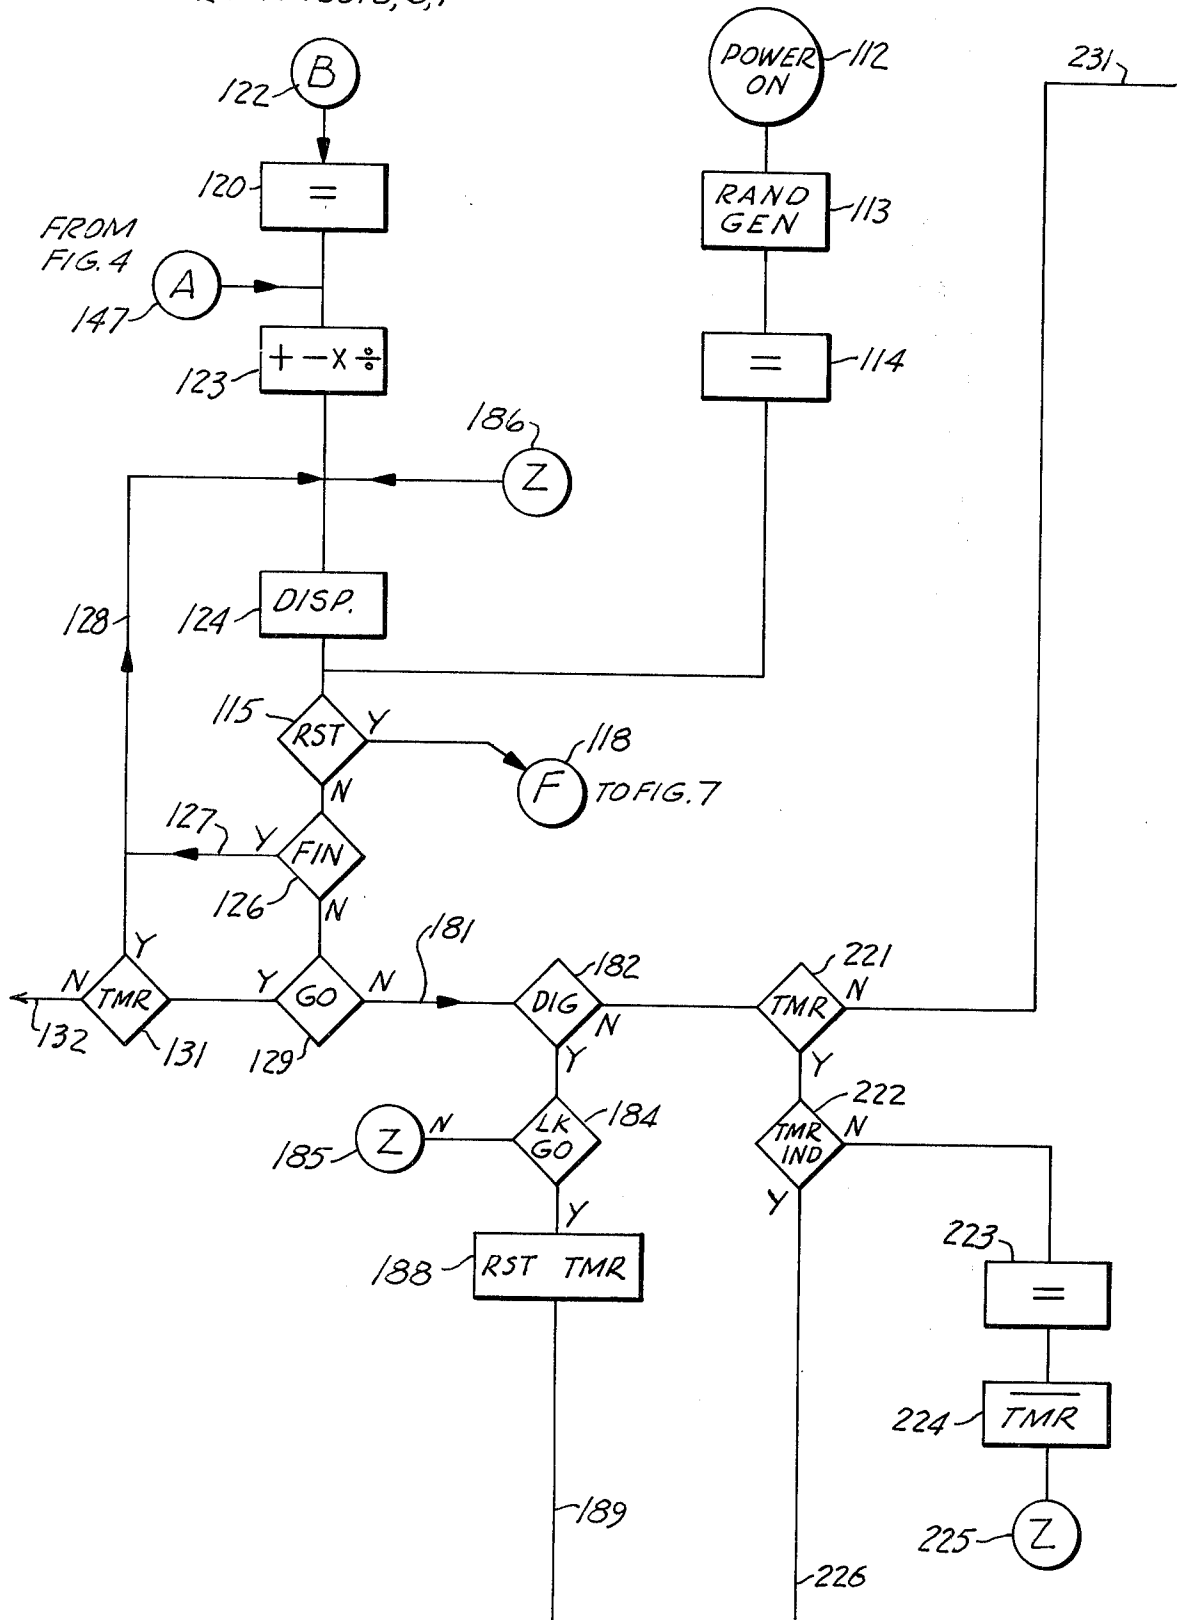 B
122
120
=
FROM
FIG. 4
A
147
123
+ - x ÷
186
Z
128
124
DISP.
115
RST
Y
N
118
F
TO FIG. 7
127
Y
FIN
126
N
Y
N
TMR
132
131
Y
GO
N
129
181
182
DIG
N
Y
221
TMR
N
Y
185
Z
N
LK
GO
184
Y
222
TMR
IND
N
Y
188
RST TMR
223
=
224
TMR
189
225
Z
226
POWER
ON
112
RAND
GEN
113
=
114
231